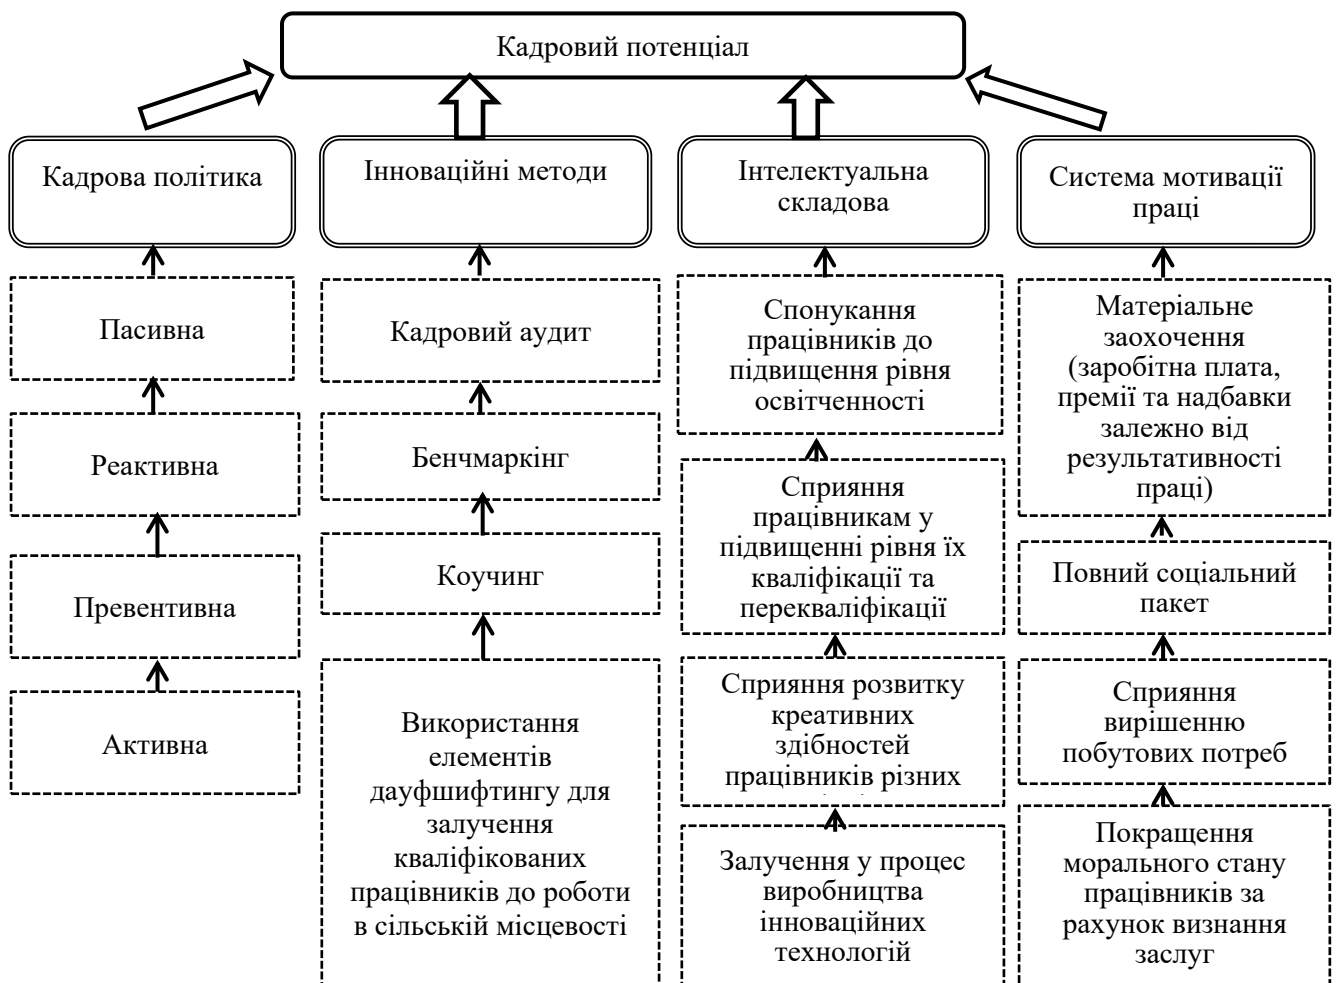 Кадровий потенціал
Кадрова політика
Інноваційні методи
Інтелектуальна
складова
Система мотивації
праці
Пасивна
Реактивна
Превентивна
Активна
Кадровий аудит
Бенчмаркінг
Коучинг
Використання
елементів
дауфшифтингу для
залучення
кваліфікованих
працівників до роботи
в сільській місцевості
Спонукання
працівників до
підвищення рівня
освітченності
Сприяння
працівникам у
підвищенні рівня їх
кваліфікації та
перекваліфікації
Сприяння розвитку
креативних
здібностей
працівників різних
Залучення у процес
виробництва
інноваційних
технологій
Матеріальне
заохочення
(заробітна плата,
премії та надбавки
залежно від
результативності
праці)
Повний соціальний
пакет
Сприяння
вирішенню
побутових потреб
Покращення
морального стану
працівників за
рахунок визнання
заслуг